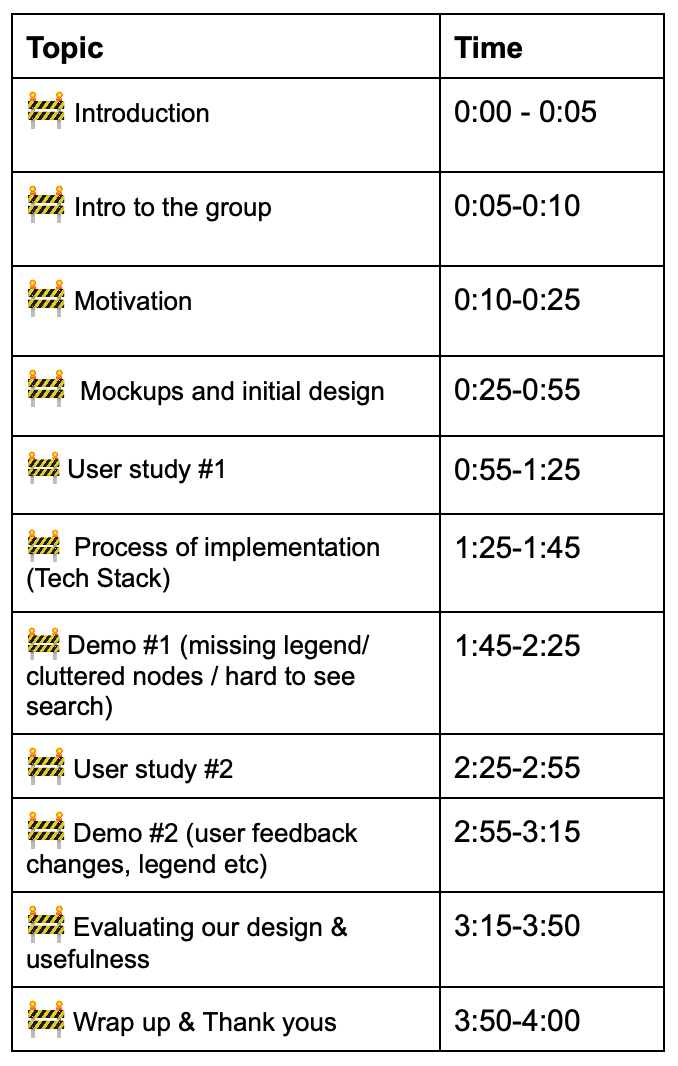 Topic Time
🚧 Introduction 0:00 - 0:05
🚧 Intro to the group 0:05-0:10
🚧 Motivation 0:10-0:25
🚧 Mockups and initial design 0:25-0:55
🚧 User study #1 0:55-1:25
🚧 Process of implementation 1:25-1:45
(Tech Stack)
🚧 Demo #1 (missing legend/ 1:45-2:25
cluttered nodes / hard to see
search)
🚧 User study #2 2:25-2:55
🚧 Demo #2 (user feedback 2:55-3:15
changes, legend etc)
🚧 Evaluating our design & 3:15-3:50
usefulness
🚧 Wrap up & Thank yous 3:50-4:00